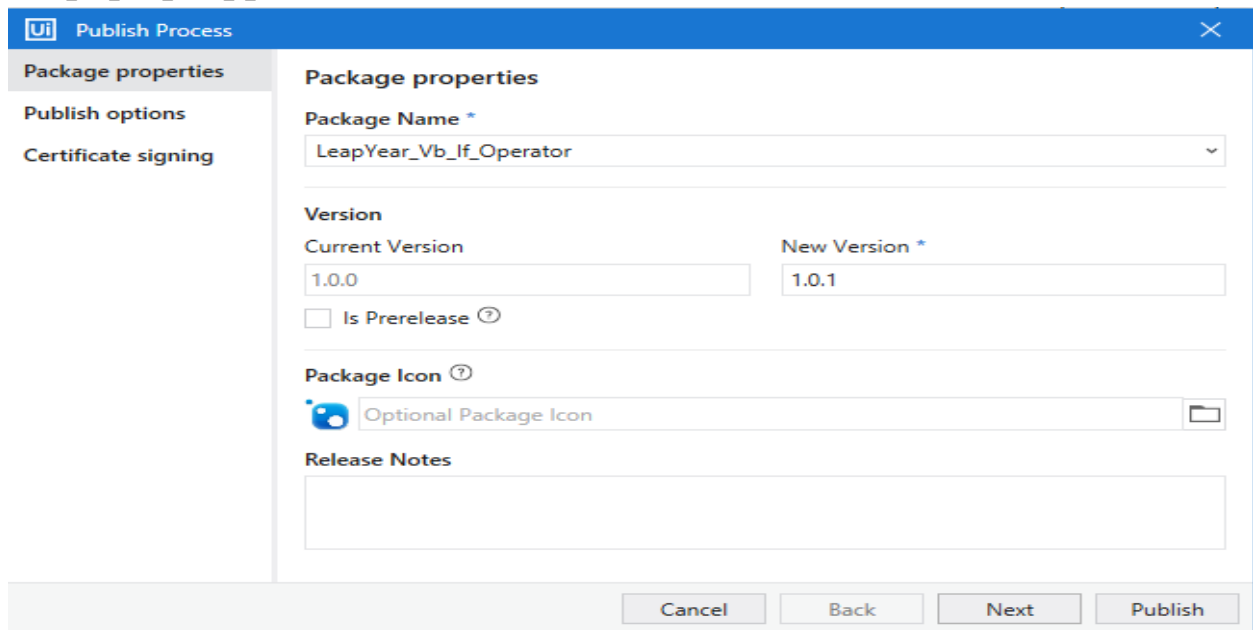 Ui Publish Process
Package properties
Publish options
Certificate signing
Package properties
Package Name *
LeapYear_Vb_If_Operator
Version
Current Version New Version *
1.0.0 1.0.1
Is Prerelease ?
Package Icon ?
Optional Package Icon
Release Notes
Cancel Back Next Publish